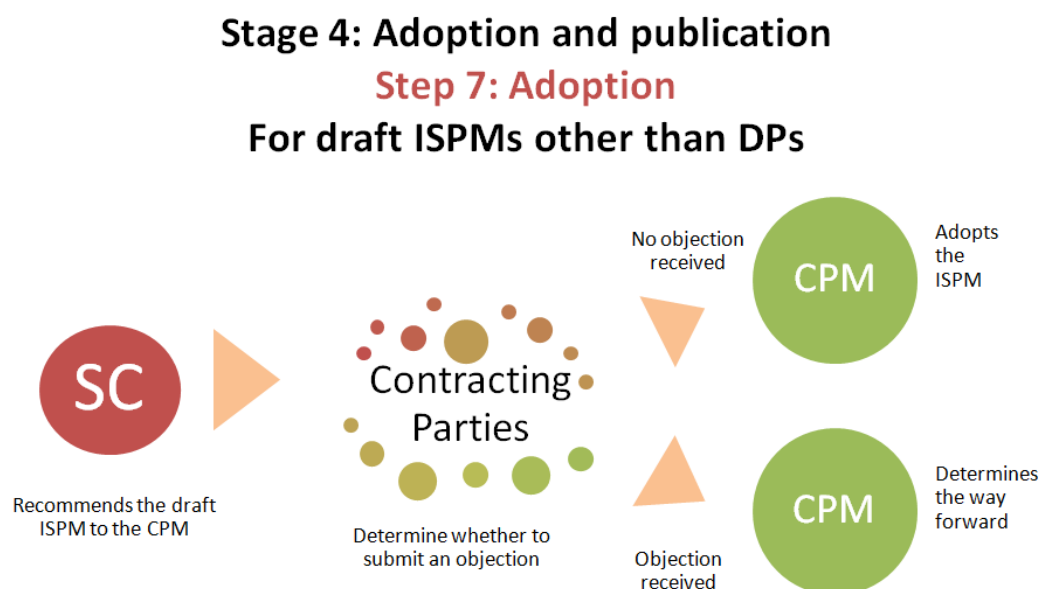 Stage 4: Adoption and publication
Step 7: Adoption
For draft ISPMs other than DPs
SC
Recommends the draft
ISPM to the CPM
Contracting
Parties
Determine whether to
submit an objection
No objection
received
CPM
Adopts
the
ISPM
Objection
received
CPM
Determines
the way
forward